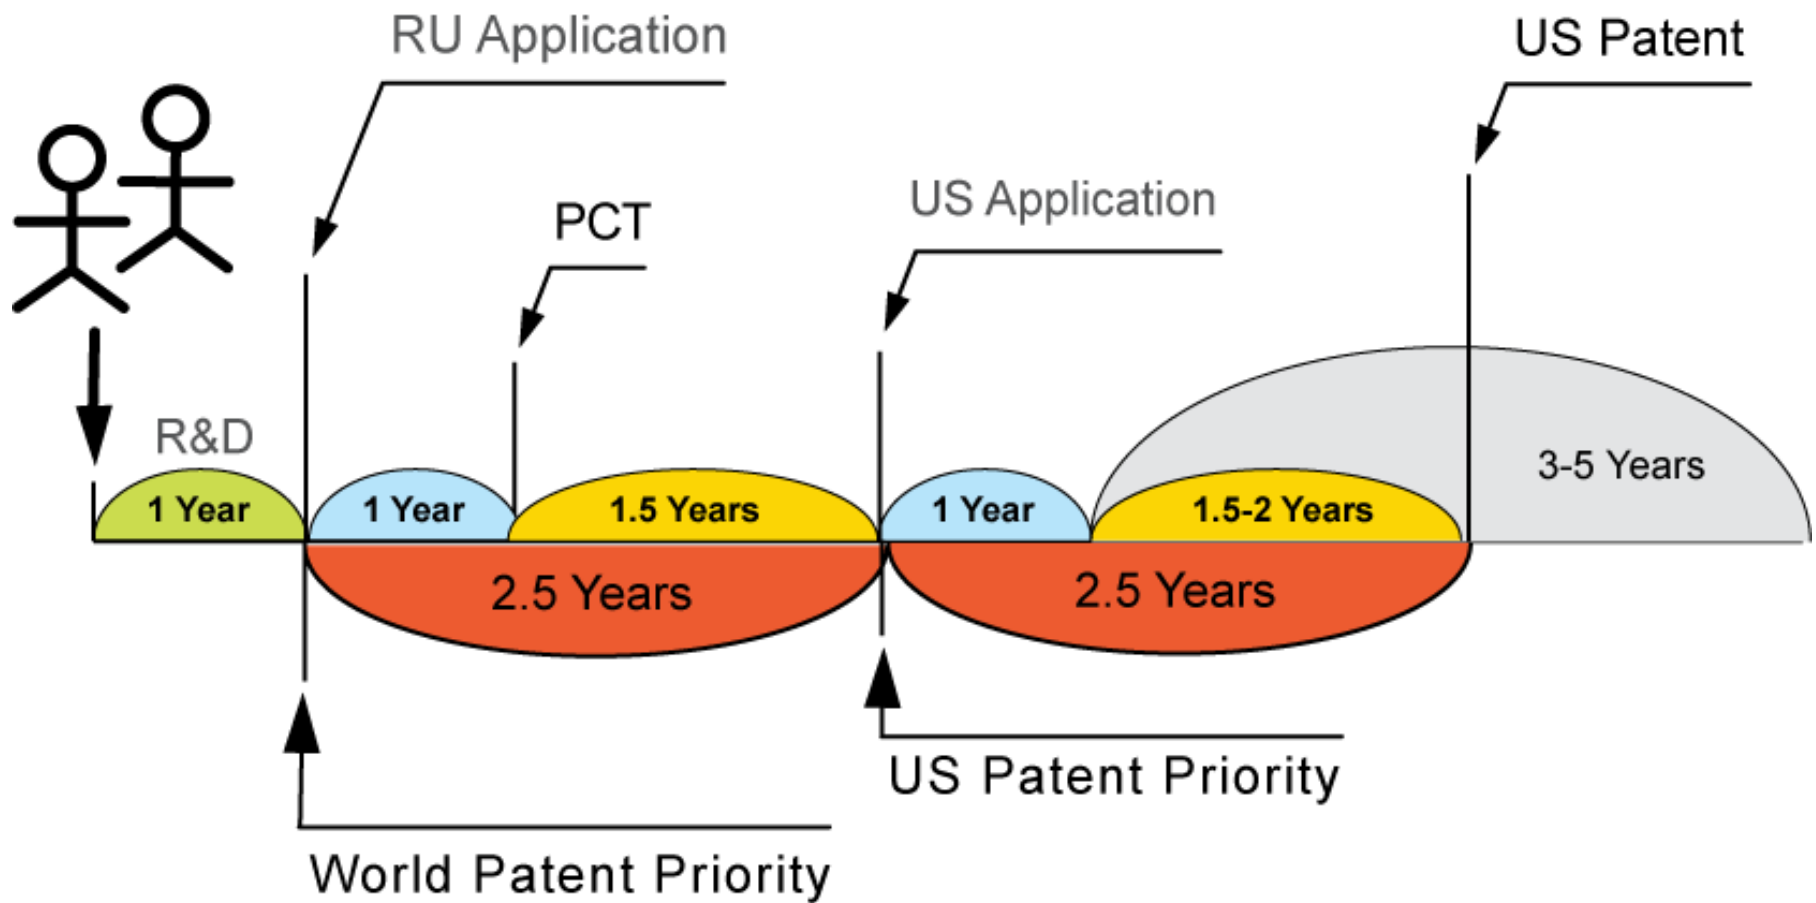 RU Application
US Patent
US Application
PCT
R&D
3-5 Years
1 Year
1 Year
1.5 Years
1 Year
1.5-2 Years
2.5 Years
2.5 Years
US Patent Priority
World Patent Priority